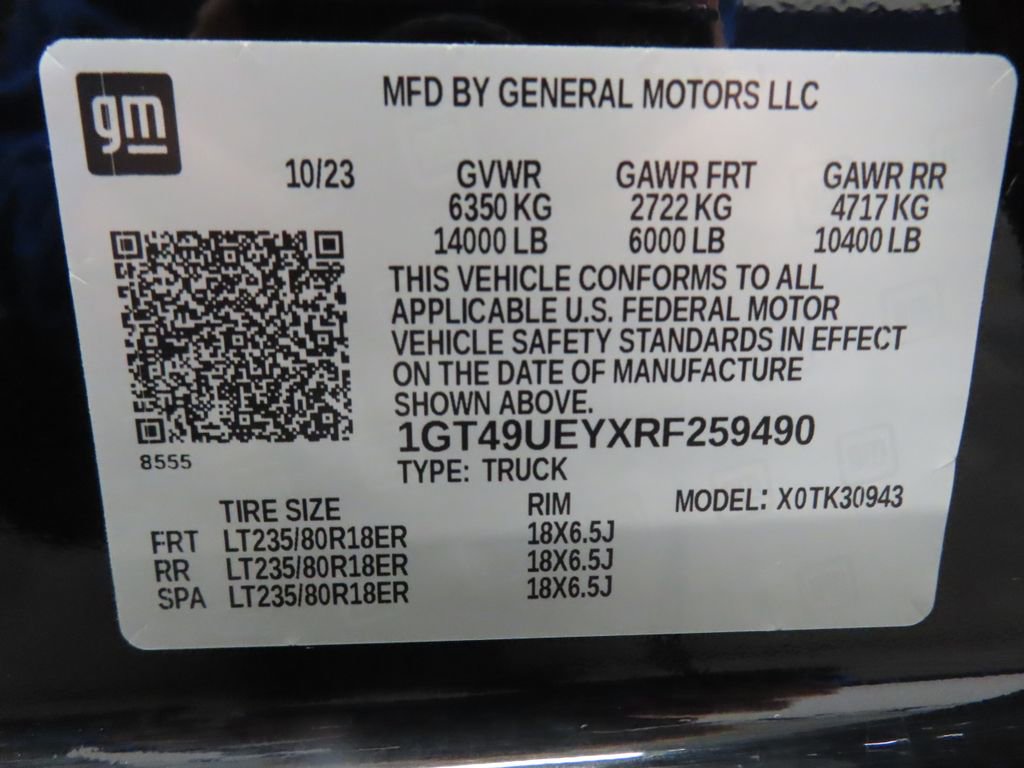 gm
MFD BY GENERAL MOTORS LLC
10/23 GVWR GAWR FRT GAWR RR
6350 KG 2722 KG 4717 KG
14000 LB 6000 LB 10400 LB
THIS VEHICLE CONFORMS TO ALL
APPLICABLE U.S. FEDERAL MOTOR
VEHICLE SAFETY STANDARDS IN EFFECT
ON THE DATE OF MANUFACTURE
SHOWN ABOVE.
1GT49UEYXRF259490
8555
TYPE: TRUCK
TIRE SIZE RIM MODEL: X0TK30943
FRT LT235/80R18ER 18X6.5J
RR LT235/80R18ER 18X6.5J
SPA LT235/80R18ER 18X6.5J